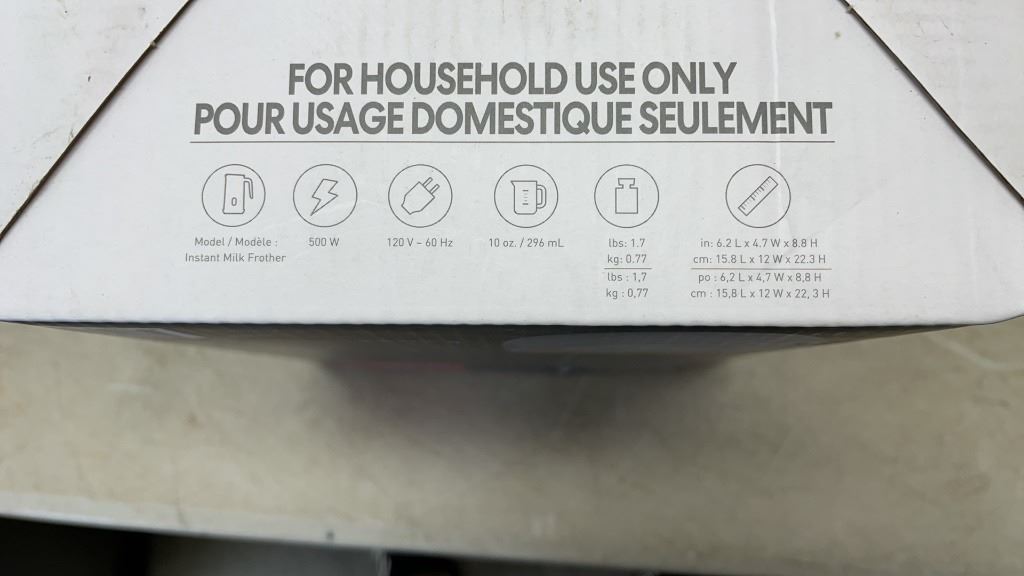 FOR HOUSEHOLD USE ONLY
POUR USAGE DOMESTIQUE SEULEMENT
Model / Modèle :
Instant Milk Frother
500 W
120 V – 60 Hz
10 oz. / 296 mL
lbs: 1.7
kg: 0.77
lbs : 1,7
kg : 0,77
in: 6.2 L x 4.7 W x 8.8 H
cm: 15.8 L x 12 W x 22.3 H
po : 6,2 L x 4,7 W x 8,8 H
cm : 15,8 L x 12 W x 22, 3 H